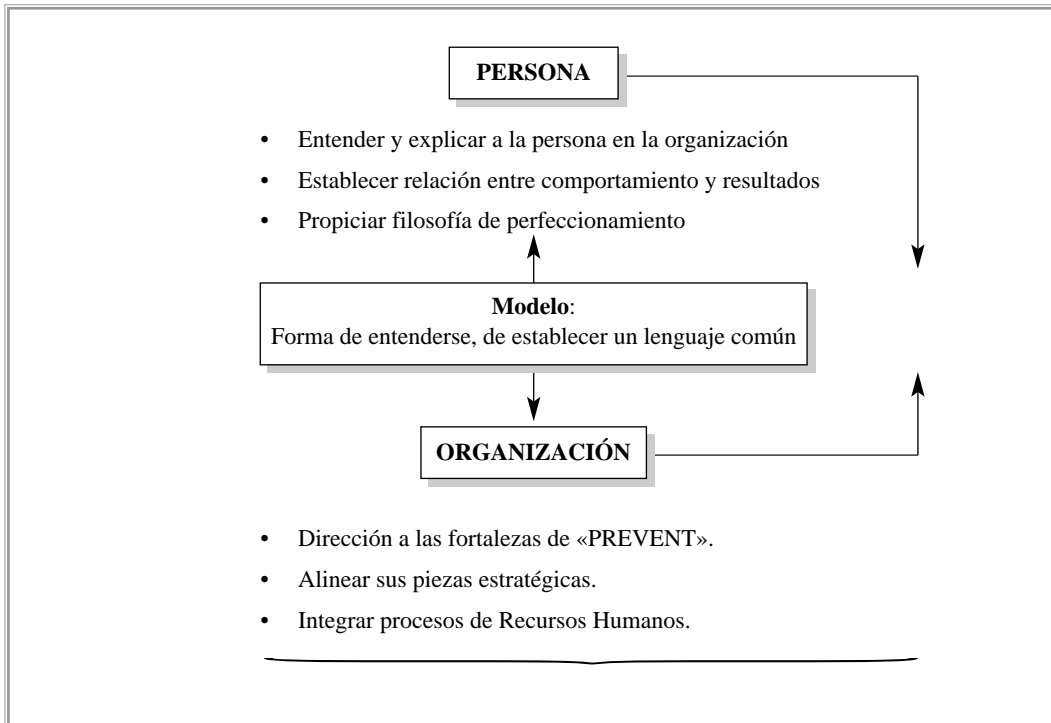 PERSONA
• Entender y explicar a la persona en la organización
• Establecer relación entre comportamiento y resultados
• Propiciar filosofía de perfeccionamiento
Modelo:
Forma de entenderse, de establecer un lenguaje común
ORGANIZACIÓN
• Dirección a las fortalezas de «PREVENT».
• Alinear sus piezas estratégicas.
• Integrar procesos de Recursos Humanos.